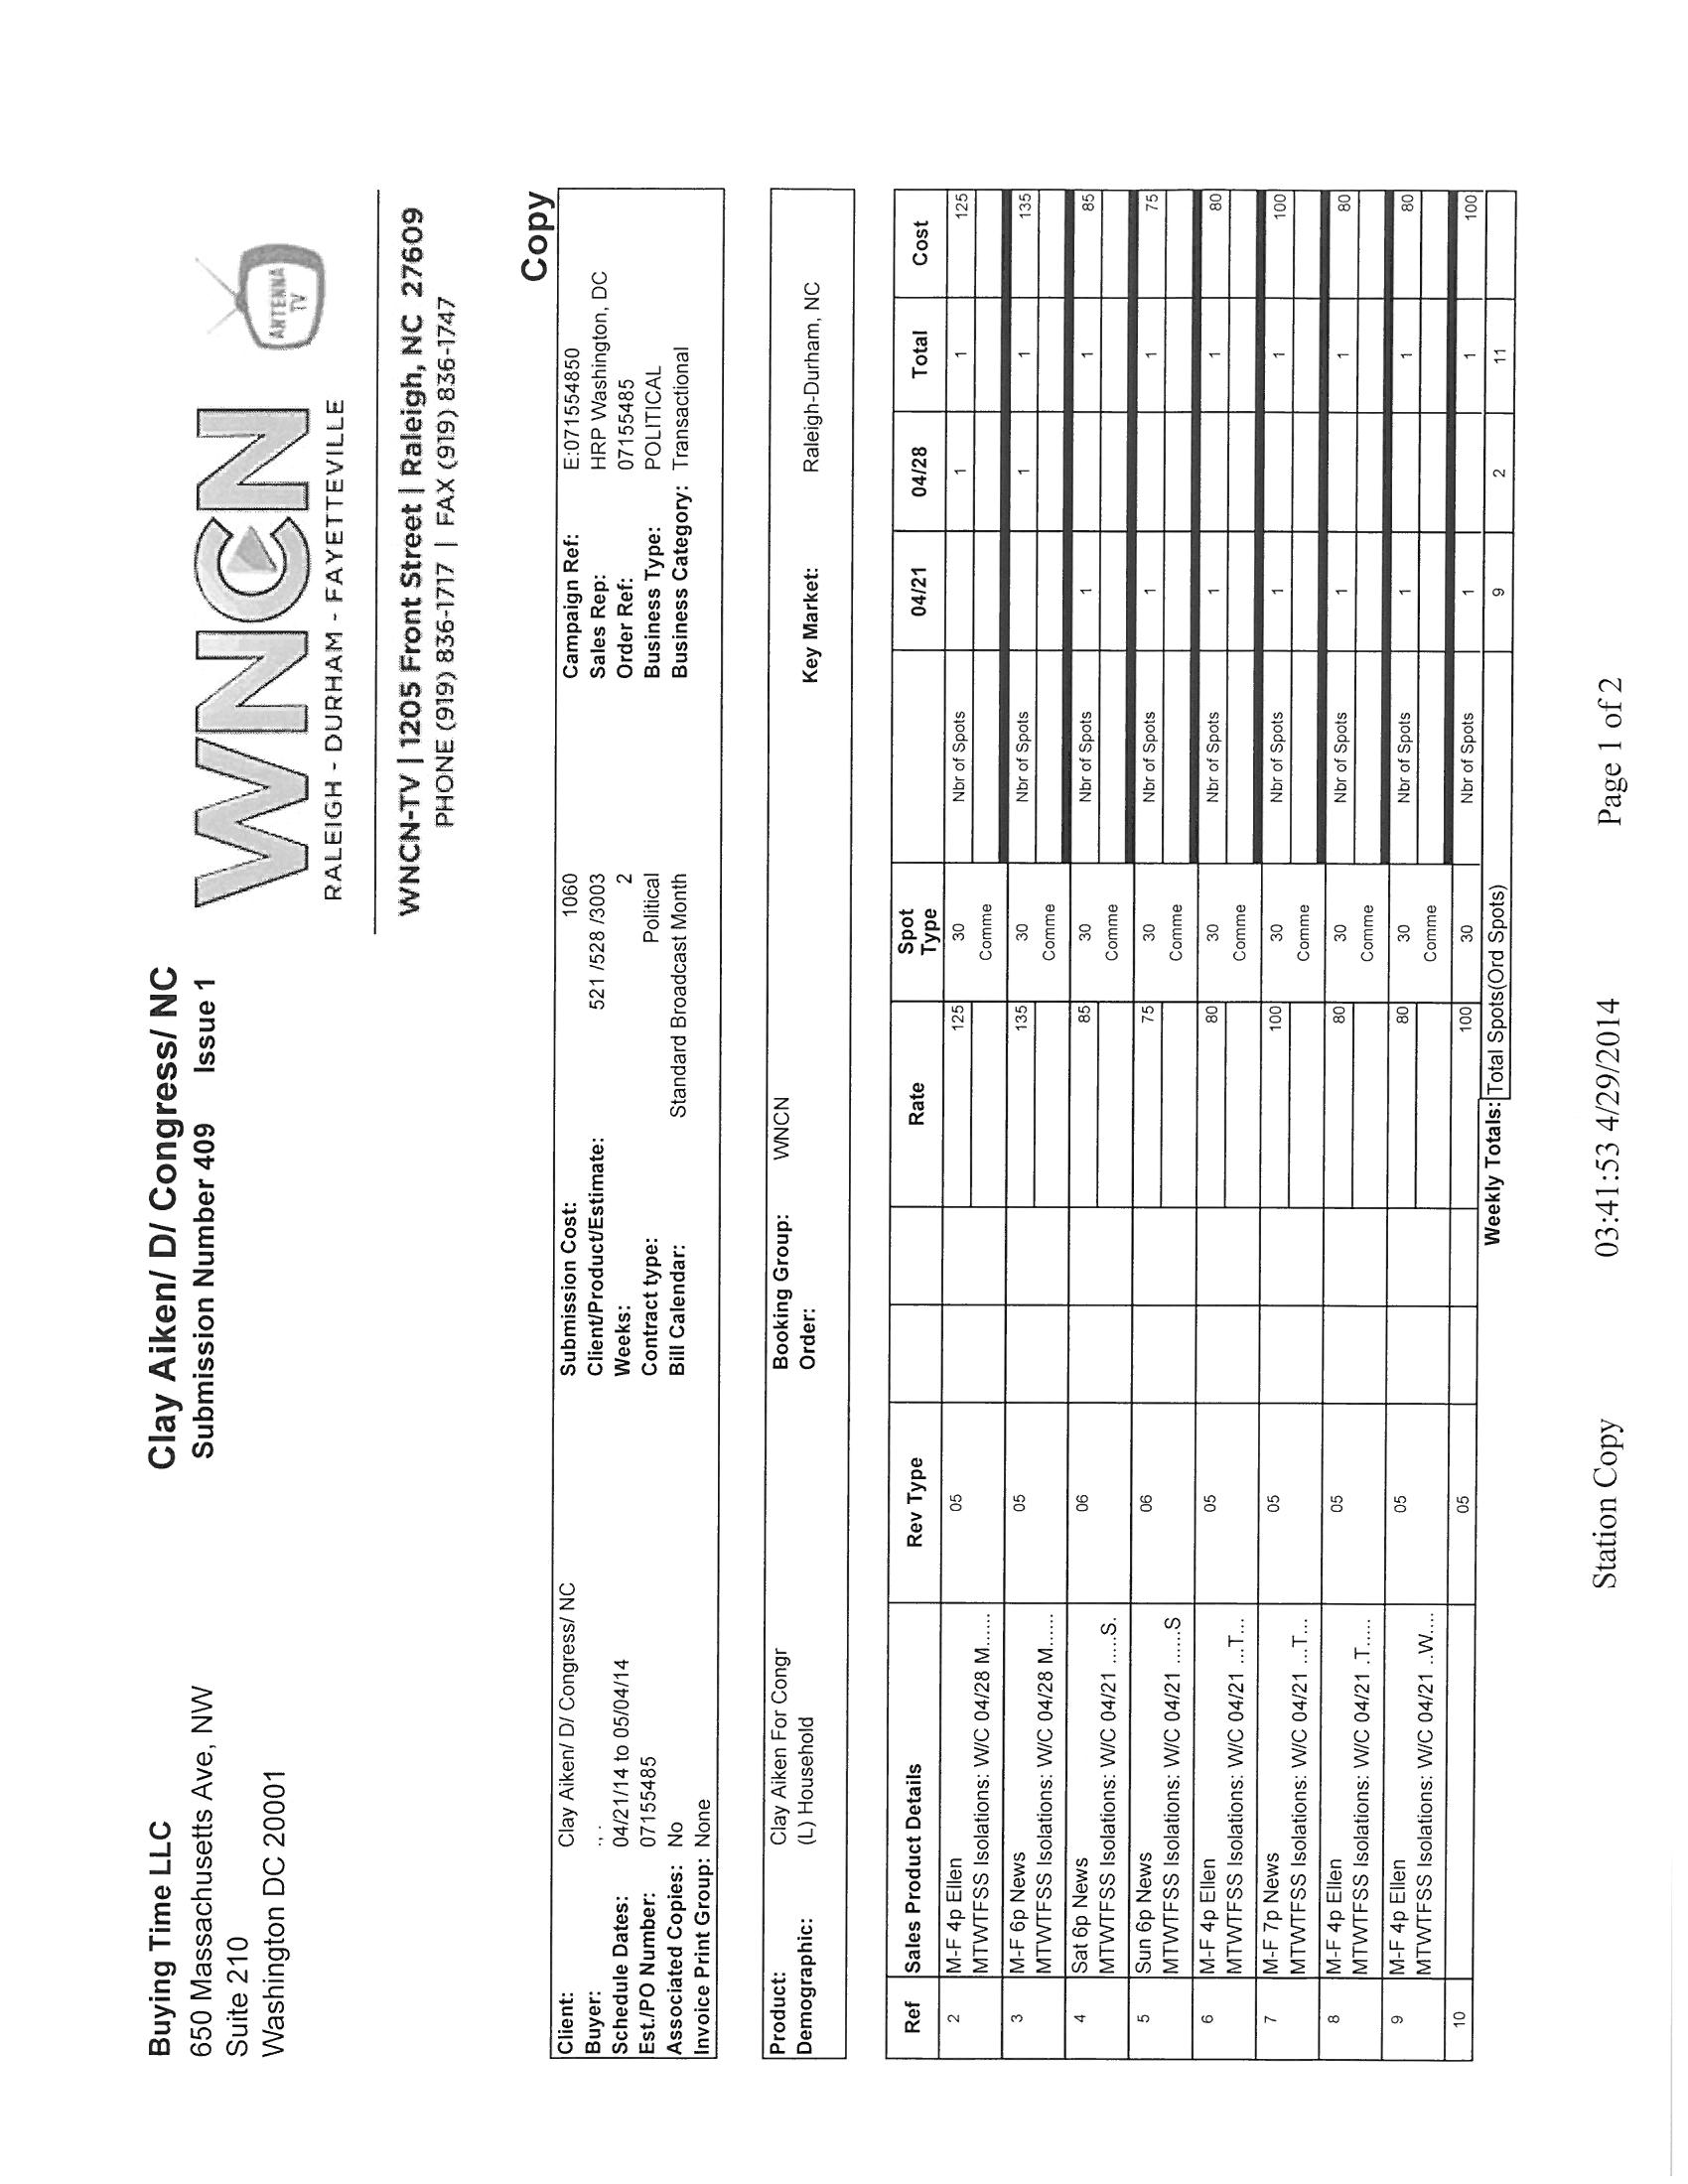 Buying Time LLC
650 Massachusetts Ave, NW
Suite 210
Washington DC 20001
Clay Aiken/ D/ Congress/ NC
Submission Number 409 Issue 1
WNCN
RALEIGH - DURHAM - FAYETTEVILLE
ANTENNA
TV
WNCN-TV | 1205 Front Street | Raleigh, NC 27609
PHONE (919) 836-1717 | FAX (919) 836-1747
Copy
Client: Clay Aiken/ D/ Congress/ NC Submission Cost: 1060 Campaign Ref: E:071554850
Buyer: ., . Client/Product/Estimate: 521 /528 /3003 Sales Rep: HRP Washington, DC
Schedule Dates: 04/21/14 to 05/04/14 Weeks: 2 Order Ref: 07155485
Est./PO Number: 07155485 Contract type: Political Business Type: POLITICAL
Associated Copies: No Bill Calendar: Standard Broadcast Month Business Category: Transactional
Invoice Print Group: None
Product: Clay Aiken For Congr Booking Group: WNCN
Demographic: (L) Household Order: Key Market: Raleigh-Durham, NC
Ref Sales Product Details Rev Type Rate Spot Type 04/21 04/28 Total Cost
2 M-F 4p Ellen 05 125 30 Nbr of Spots 1 1 125
MTWTFSS Isolations: W/C 04/28 M...... Comme
3 M-F 6p News 05 135 30 Nbr of Spots 1 1 135
MTWTFSS Isolations: W/C 04/28 M...... Comme
4 Sat 6p News 06 85 30 Nbr of Spots 1 1 85
MTWTFSS Isolations: W/C 04/21 .....S. Comme
5 Sun 6p News 06 75 30 Nbr of Spots 1 1 75
MTWTFSS Isolations: W/C 04/21 ......S Comme
6 M-F 4p Ellen 05 80 30 Nbr of Spots 1 1 80
MTWTFSS Isolations: W/C 04/21 ...T... Comme
7 M-F 7p News 05 100 30 Nbr of Spots 1 1 100
MTWTFSS Isolations: W/C 04/21 ...T... Comme
8 M-F 4p Ellen 05 80 30 Nbr of Spots 1 1 80
MTWTFSS Isolations: W/C 04/21 .T..... Comme
9 M-F 4p Ellen 05 80 30 Nbr of Spots 1 1 80
MTWTFSS Isolations: W/C 04/21 ..W.... Comme
10 05 100 30 Nbr of Spots 1 1 100
Weekly Totals: Total Spots(Ord Spots) 9 2 11
Station Copy 03:41:53 4/29/2014 Page 1 of 2